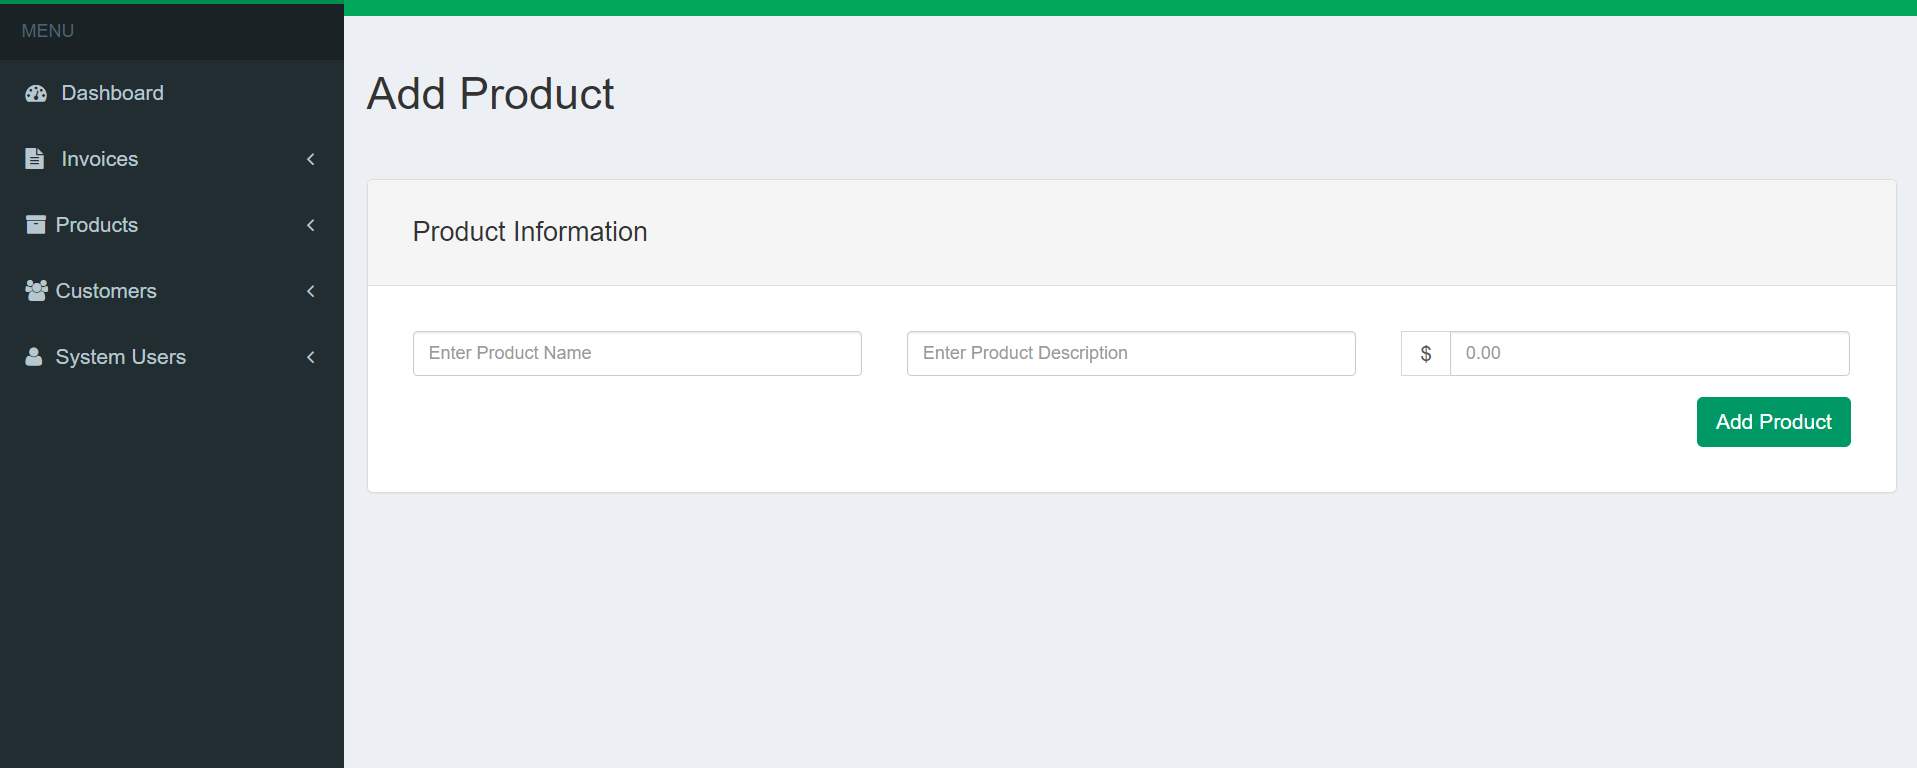 MENU
Dashboard
Invoices
Products
Customers
System Users
Add Product
Product Information
Enter Product Name
Enter Product Description
$ 0.00
Add Product